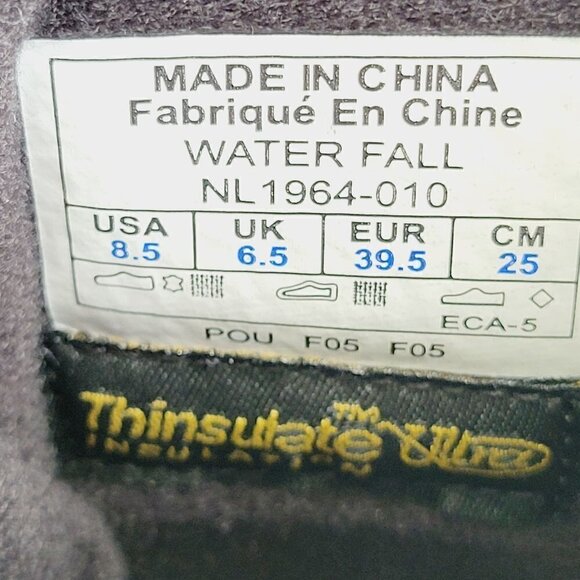 MADE IN CHINA
Fabriqué En Chine
WATER FALL
NL1964-010
USA UK EUR CM
8.5 6.5 39.5 25
ECA-5
POU F05 F05
Thinsulate™ Ultra
INSULATION